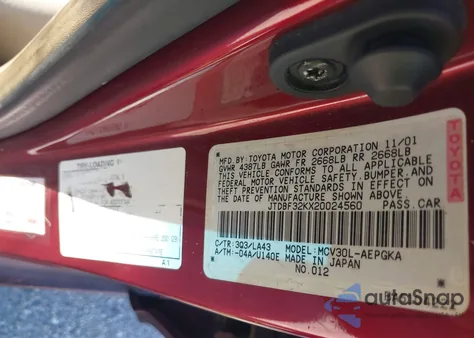 MFD. BY:TOYOTA MOTOR CORPORATION 11/01
GVWR 4387LB GAWR FR 2668LB RR 2668LB
THIS VEHICLE CONFORMS TO ALL APPLICABLE
FEDERAL MOTOR VEHICLE SAFETY,BUMPER,AND
THEFT PREVENTION STANDARDS IN EFFECT ON
THE DATE OF MANUFACTURE SHOWN ABOVE.
JTDBF32KX20024560 PASS.CAR
C/TR:3Q3/LA43 MODEL:MCV30L-AEPGKA
A/TM:-04A/U140E MADE IN JAPAN
NO.012
TOYOTA
TIRE-LOADING
A1
autoSnap